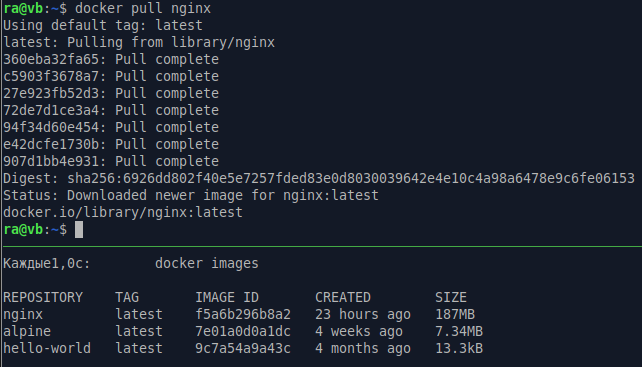 ra@vb:~$ docker pull nginx
Using default tag: latest
latest: Pulling from library/nginx
360eba32fa65: Pull complete
c5903f3678a7: Pull complete
27e923fb52d3: Pull complete
72de7d1ce3a4: Pull complete
94f34d60e454: Pull complete
e42dcfe1730b: Pull complete
907d1bb4e931: Pull complete
Digest: sha256:6926dd802f40e5e7257fded83e0d8030039642e4e10c4a98a6478e9c6fe06153
Status: Downloaded newer image for nginx:latest
docker.io/library/nginx:latest
ra@vb:~$
Каждые1,0с: docker images
REPOSITORY TAG IMAGE ID CREATED SIZE
nginx latest f5a6b296b8a2 23 hours ago 187MB
alpine latest 7e01a0d0a1dc 4 weeks ago 7.34MB
hello-world latest 9c7a54a9a43c 4 months ago 13.3kB